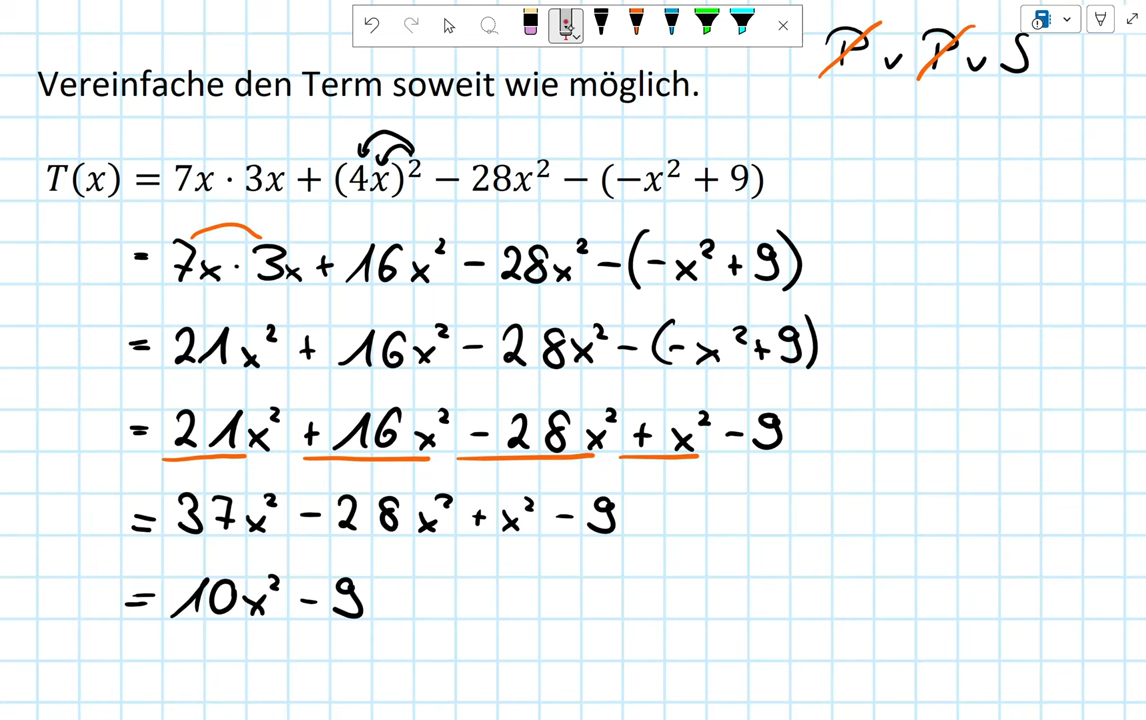 P v P v S
Vereinfache den Term soweit wie möglich.
T(x) = 7x · 3x + (4x)² − 28x² − (−x² + 9)
= 7x · 3x + 16x² − 28x² − (−x² + 9)
= 21x² + 16x² − 28x² − (−x² + 9)
= 21x² + 16x² − 28x² + x² − 9
= 37x² − 28x² + x² − 9
= 10x² − 9